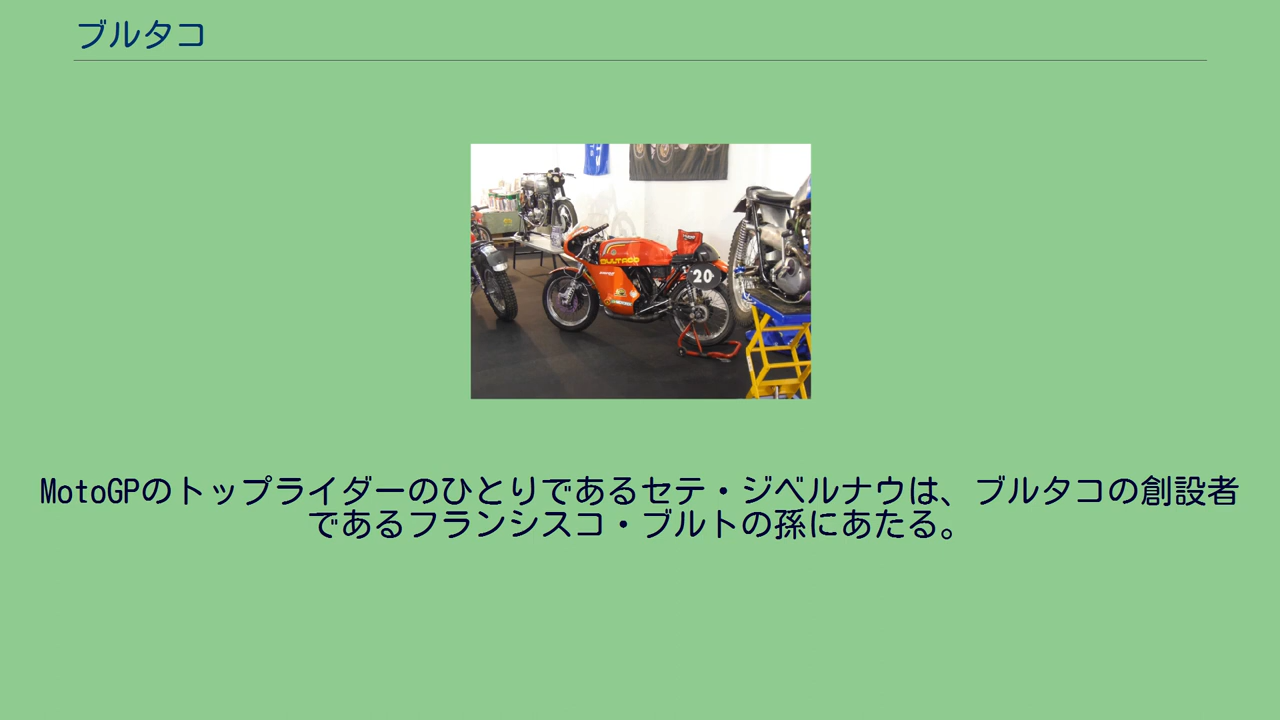 ブルタコ
BULTACO
20
MotoGPのトップライダーのひとりであるセテ・ジベルナウは、ブルタコの創設者
であるフランシスコ・ブルトの孫にあたる。